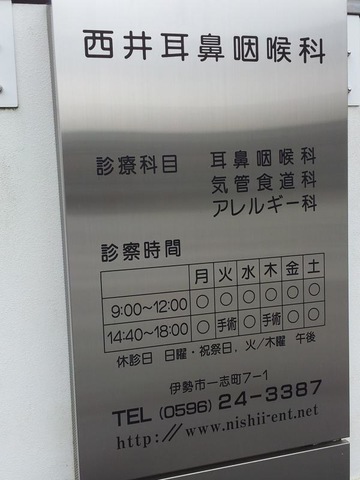 西井耳鼻咽喉科
診療科目 耳鼻咽喉科
気管食道科
アレルギー科
診察時間
月 火 水 木 金 土
9:00～12:00 ○ ○ ○ ○ ○ ○
14:40～18:00 ○ 手術 ○ 手術 ○ ○
休診日 日曜・祝祭日，火／木曜 午後
伊勢市一志町7−1
TEL (0596) 24-3387
http://www.nishii-ent.net